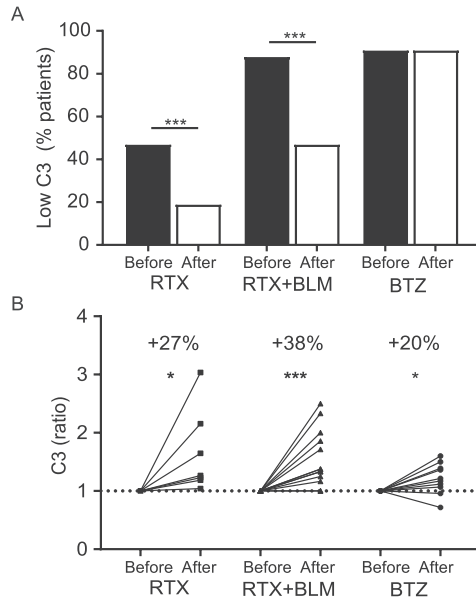 A
Low C3 (% patients)
100
80
60
40
20
0
***
***
Before After Before After Before After
RTX RTX+BLM BTZ
B
C3 (ratio)
4
3
2
1
0
+27% +38% +20%
* *** *
Before After Before After Before After
RTX RTX+BLM BTZ